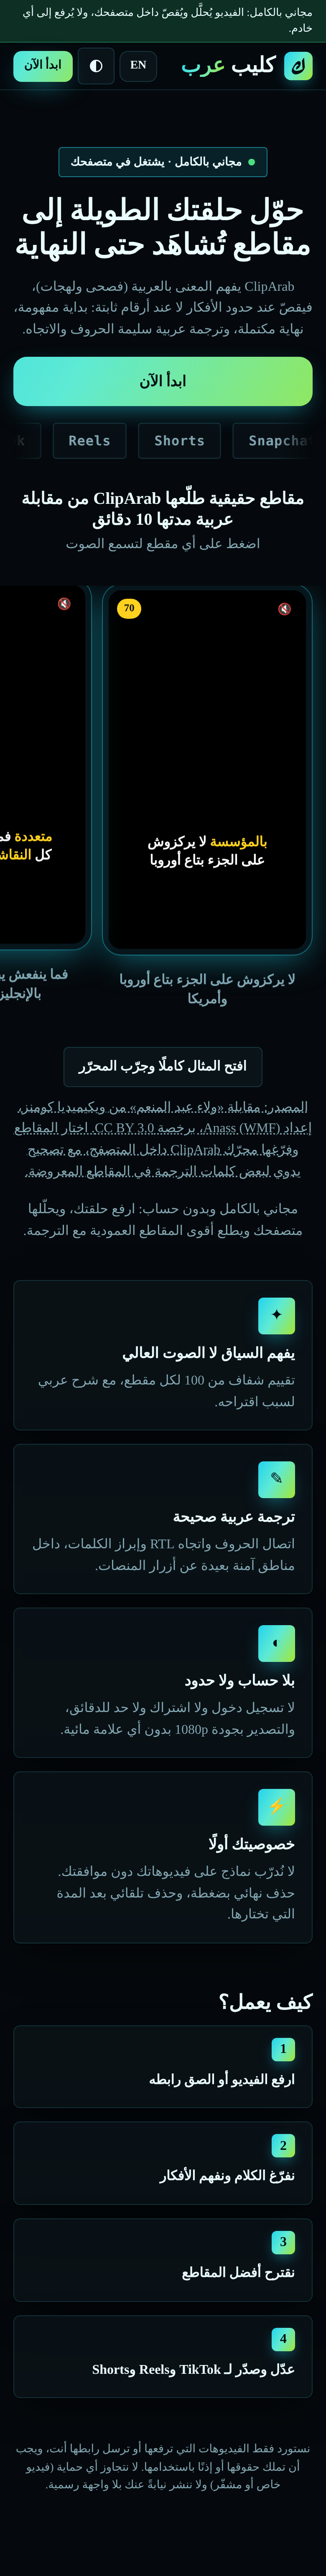 مجاني بالكامل: الفيديو يُحلَّل ويُقصّ داخل متصفحك، ولا يُرفع إلى أي
خادم.
كليب عرب
EN
ابدأ الآن
مجاني بالكامل · يشتغل في متصفحك
حوّل حلقتك الطويلة إلى
مقاطع تُشاهَد حتى النهاية
ClipArab يفهم المعنى بالعربية (فصحى ولهجات)،
فيقصّ عند حدود الأفكار لا عند أرقام ثابتة: بداية مفهومة،
نهاية مكتملة، وترجمة عربية سليمة الحروف والاتجاه.
ابدأ الآن
Snapcha
Shorts
Reels
k
مقاطع حقيقية طلّعها ClipArab من مقابلة
عربية مدتها 10 دقائق
اضغط على أي مقطع لتسمع الصوت
70
بالمؤسسة لا يركزوش
على الجزء بتاع أوروبا
متعددة
كل
لا يركزوش على الجزء بتاع أوروبا
وأمريكا
فما ينفعش
افتح المثال كاملًا وجرّب المحرّر
المصدر: مقابلة «ولاء عبد المنعم» من ويكيميديا كومنز،
إعداد Anass (WMF)، برخصة CC BY 3.0. اختار المقاطع
وفرّغها محرّك ClipArab داخل المتصفح، مع تصحيح
يدوي لبعض كلمات الترجمة في المقاطع المعروضة.
مجاني بالكامل وبدون حساب: ارفع حلقتك، ويحلّلها
متصفحك ويطلع أقوى المقاطع العمودية مع الترجمة.
يفهم السياق لا الصوت العالي
تقييم شفاف من 100 لكل مقطع، مع شرح عربي
لسبب اقتراحه.
ترجمة عربية صحيحة
اتصال الحروف واتجاه RTL وإبراز الكلمات، داخل
مناطق آمنة بعيدة عن أزرار المنصات.
بلا حساب ولا حدود
لا تسجيل دخول ولا اشتراك ولا حد للدقائق،
والتصدير بجودة 1080p بدون أي علامة مائية.
خصوصيتك أولًا
لا نُدرّب نماذج على فيديوهاتك دون موافقتك.
حذف نهائي بضغطة، وحذف تلقائي بعد المدة
التي تختارها.
كيف يعمل؟
1
ارفع الفيديو أو الصق رابطه
2
نفرّغ الكلام ونفهم الأفكار
3
نقترح أفضل المقاطع
4
عدّل وصدّر لـ TikTok وReels وShorts
نستورد فقط الفيديوهات التي ترفعها أو ترسل رابطها أنت، ويجب
أن تملك حقوقها أو إذنًا باستخدامها. لا نتجاوز أي حماية (فيديو
خاص أو مشفّر) ولا ننشر نيابةً عنك بلا واجهة رسمية.